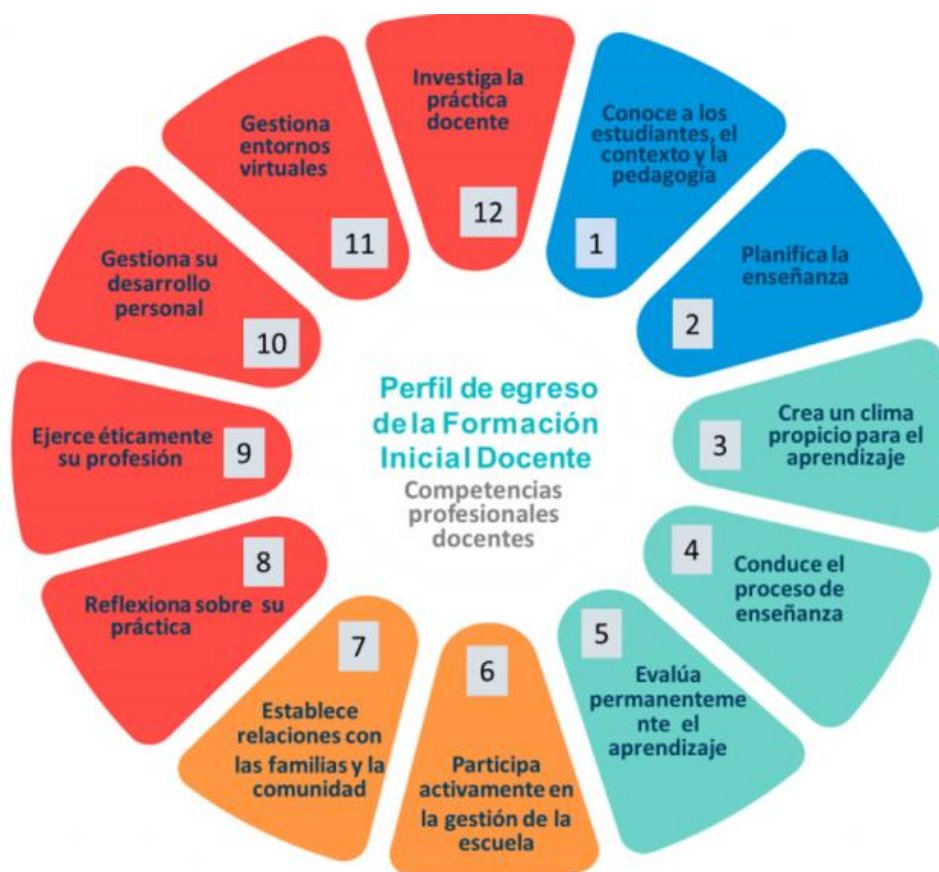 Perfil de egreso
de la Formación
Inicial Docente
Competencias
profesionales
docentes
Conoce a los
estudiantes, el
contexto y la
pedagogía
1
Planifica la
enseñanza
2
Crea un clima
propicio para el
aprendizaje
3
Conduce el
proceso de
enseñanza
4
Evalúa
permanenteme
nte el
aprendizaje
5
Participa
activamente en
la gestión de la
escuela
6
Establece
relaciones con
las familias y la
comunidad
7
Reflexiona sobre su
práctica
8
Ejerce éticamente
su profesión
9
Gestiona su
desarrollo
personal
10
Gestiona
entornos
virtuales
11
Investiga la
práctica
docente
12